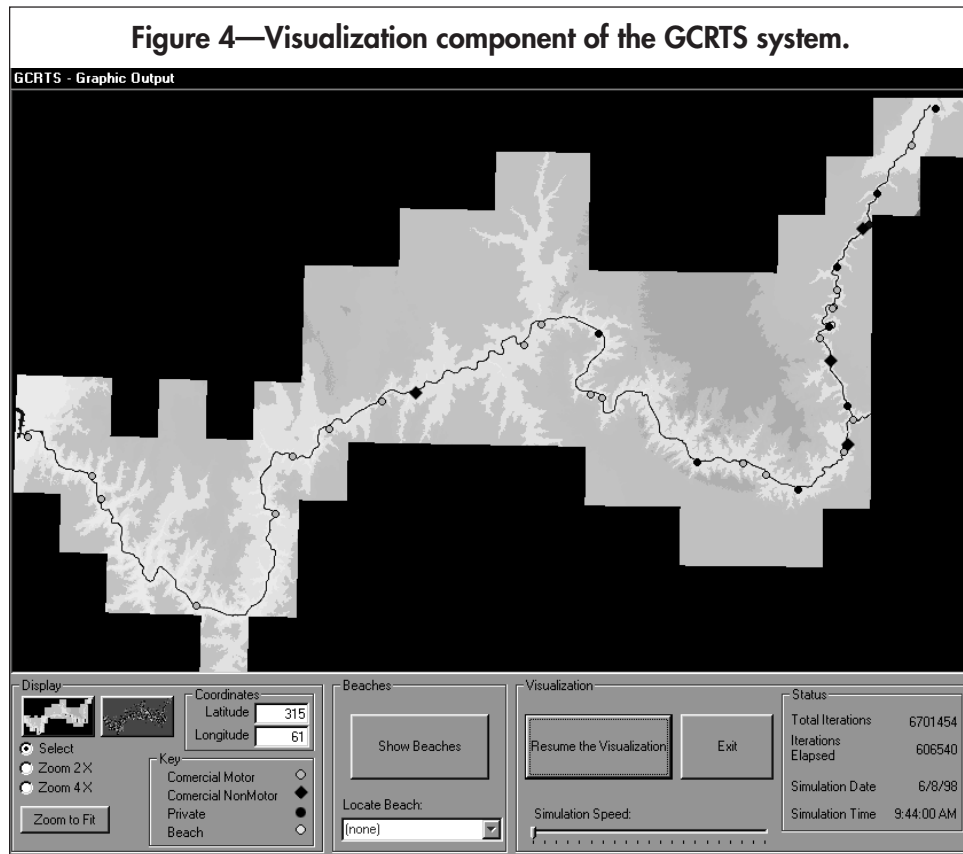 Figure 4—Visualization component of the GCRTS system.
GCRTS - Graphic Output
Display
Select
Zoom 2X
Zoom 4X
Zoom to Fit
Coordinates
Latitude 315
Longitude 61
Key
Comercial Motor
Comercial NonMotor
Private
Beach
Beaches
Show Beaches
Locate Beach:
(none)
Visualization
Resume the Visualization
Exit
Simulation Speed:
Status
Total Iterations 6701454
Iterations
Elapsed 606540
Simulation Date 6/8/98
Simulation Time 9:44:00 AM